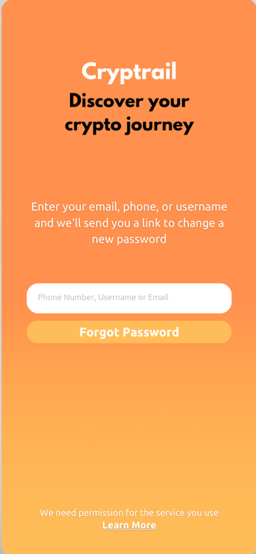 Cryptrail
Discover your
crypto journey
Enter your email, phone, or username
and we'll send you a link to change a
new password
Phone Number, Username or Email
Forgot Password
We need permission for the service you use
Learn More